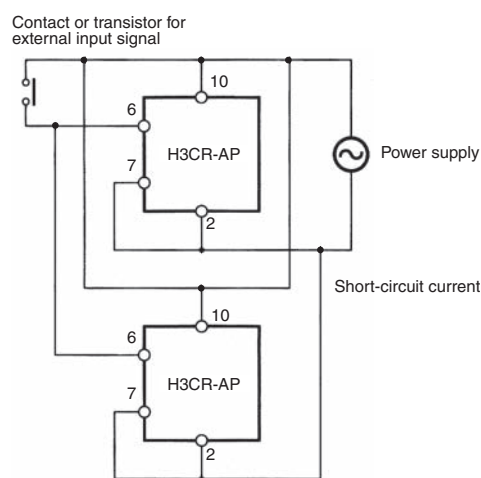 Contact or transistor for
external input signal
10
6
7
H3CR-AP
2
Power supply
Short-circuit current
10
6
7
H3CR-AP
2